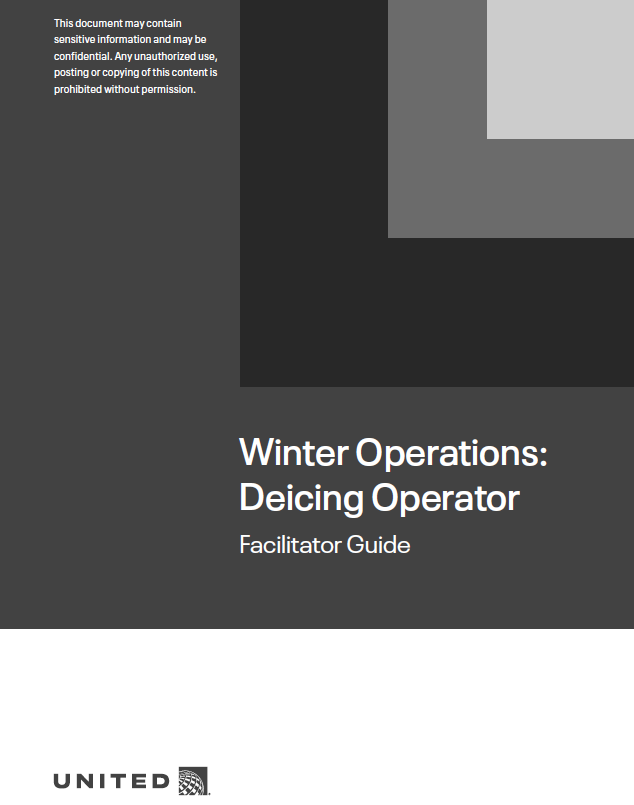 This document may contain
sensitive information and may be
confidential. Any unauthorized use,
posting or copying of this content is
prohibited without permission.
Winter Operations:
Deicing Operator
Facilitator Guide
UNITED